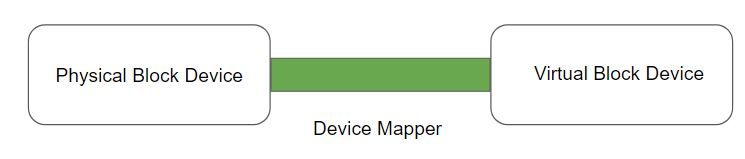 Physical Block Device
Virtual Block Device
Device Mapper